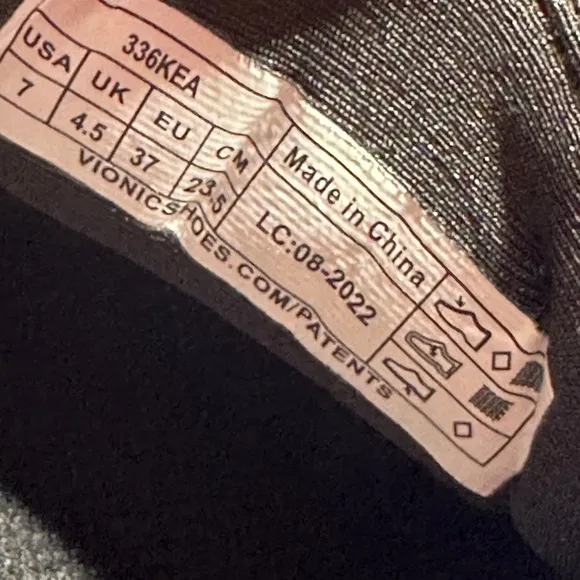 336KEA
USA UK EU CM
7 4.5 37 23.5
Made in China
LC:08-2022
VIONICSHOES.COM/PATENTS